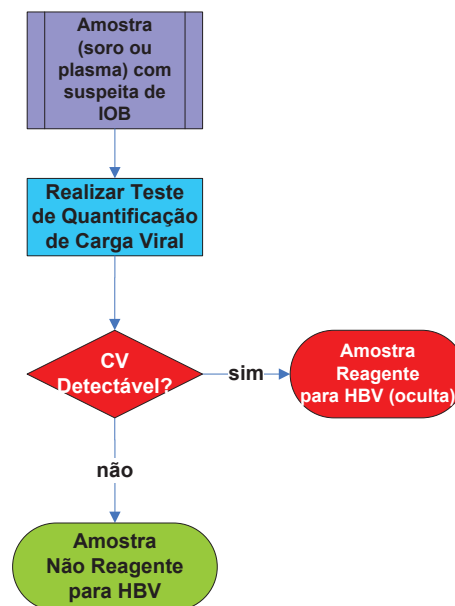 Amostra
(soro ou
plasma) com
suspeita de
IOB
Realizar Teste
de Quantificação
de Carga Viral
CV
Detectável?
sim
Amostra
Reagente
para HBV (oculta)
não
Amostra
Não Reagente
para HBV